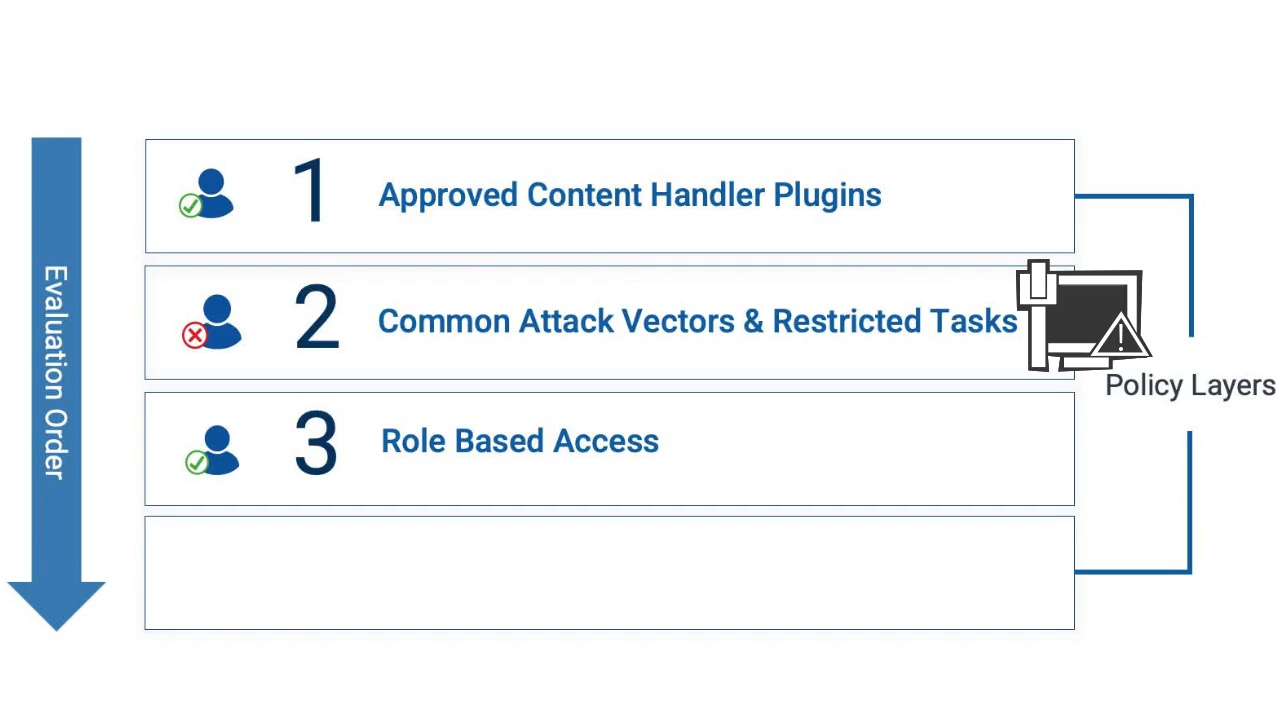 Evaluation Order
1 Approved Content Handler Plugins
2 Common Attack Vectors & Restricted Tasks
3 Role Based Access
Policy Layers